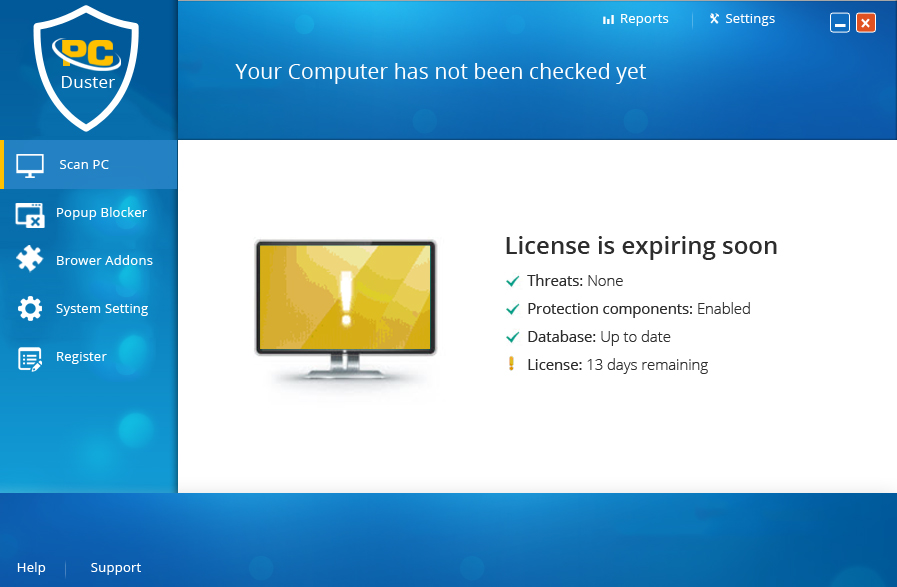 PC
Duster
Reports
Settings
Your Computer has not been checked yet
Scan PC
Popup Blocker
Brower Addons
System Setting
Register
License is expiring soon
Threats: None
Protection components: Enabled
Database: Up to date
License: 13 days remaining
Help
Support